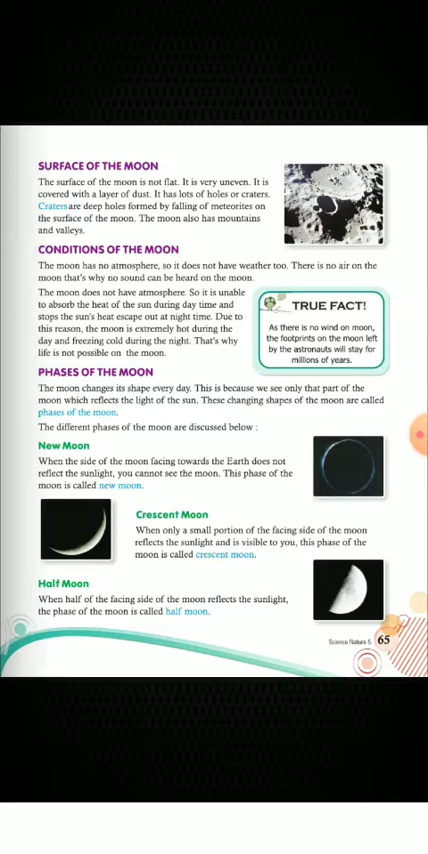 SURFACE OF THE MOON
The surface of the moon is not flat. It is very uneven. It is
covered with a layer of dust. It has lots of holes or craters.
Craters are deep holes formed by falling of meteorites on
the surface of the moon. The moon also has mountains
and valleys.
CONDITIONS OF THE MOON
The moon has no atmosphere, so it does not have weather too. There is no air on the
moon that's why no sound can be heard on the moon.
The moon does not have atmosphere. So it is unable
to absorb the heat of the sun during day time and
stops the sun's heat escape out at night time. Due to
this reason, the moon is extremely hot during the
day and freezing cold during the night. That's why
life is not possible on the moon.
TRUE FACT!
As there is no wind on moon,
the footprints on the moon left
by the astronauts will stay for
millions of years.
PHASES OF THE MOON
The moon changes its shape every day. This is because we see only that part of the
moon which reflects the light of the sun. These changing shapes of the moon are called
phases of the moon.
The different phases of the moon are discussed below :
New Moon
When the side of the moon facing towards the Earth does not
reflect the sunlight, you cannot see the moon. This phase of the
moon is called new moon.
Crescent Moon
When only a small portion of the facing side of the moon
reflects the sunlight and is visible to you, this phase of the
moon is called crescent moon.
Half Moon
When half of the facing side of the moon reflects the sunlight,
the phase of the moon is called half moon.
Science Nature-5 65